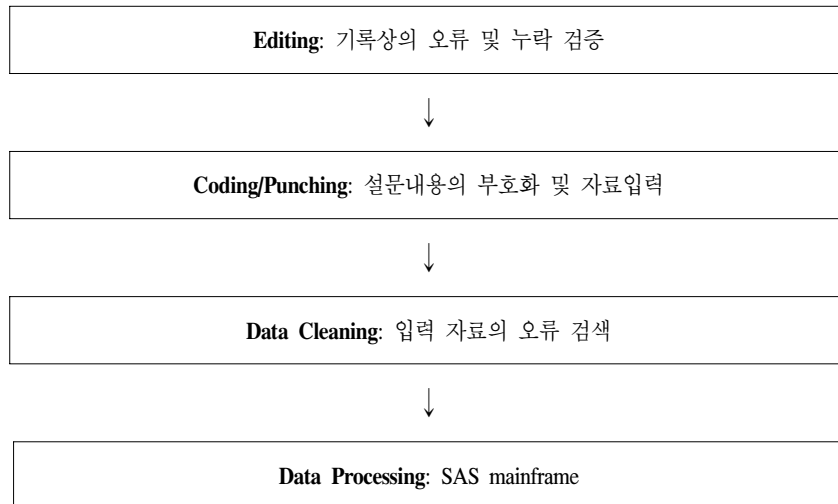 Editing: 기록상의 오류 및 누락 검증
↓
Coding/Punching: 설문내용의 부호화 및 자료입력
↓
Data Cleaning: 입력 자료의 오류 검색
↓
Data Processing: SAS mainframe